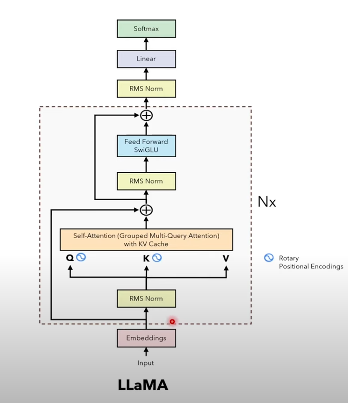 Softmax
Linear
RMS Norm
Feed Forward
SwiGLU
RMS Norm
Nx
Self-Attention (Grouped Multi-Query Attention)
with KV Cache
Q
K
V
Rotary
Positional Encodings
RMS Norm
Embeddings
Input
LLaMA